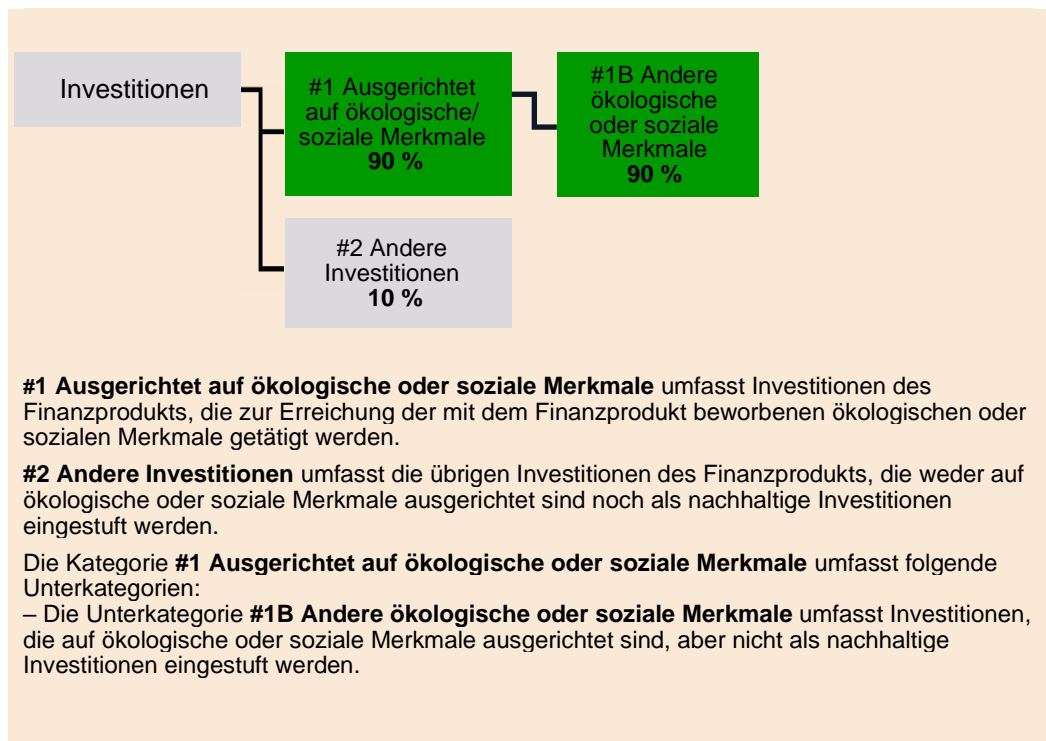 Investitionen
#1 Ausgerichtet
auf ökologische/
soziale Merkmale
90 %
#1B Andere
ökologische
oder soziale
Merkmale
90 %
#2 Andere
Investitionen
10 %
#1 Ausgerichtet auf ökologische oder soziale Merkmale umfasst Investitionen des
Finanzprodukts, die zur Erreichung der mit dem Finanzprodukt beworbenen ökologischen oder
sozialen Merkmale getätigt werden.
#2 Andere Investitionen umfasst die übrigen Investitionen des Finanzprodukts, die weder auf
ökologische oder soziale Merkmale ausgerichtet sind noch als nachhaltige Investitionen
eingestuft werden.
Die Kategorie #1 Ausgerichtet auf ökologische oder soziale Merkmale umfasst folgende
Unterkategorien:
– Die Unterkategorie #1B Andere ökologische oder soziale Merkmale umfasst Investitionen,
die auf ökologische oder soziale Merkmale ausgerichtet sind, aber nicht als nachhaltige
Investitionen eingestuft werden.